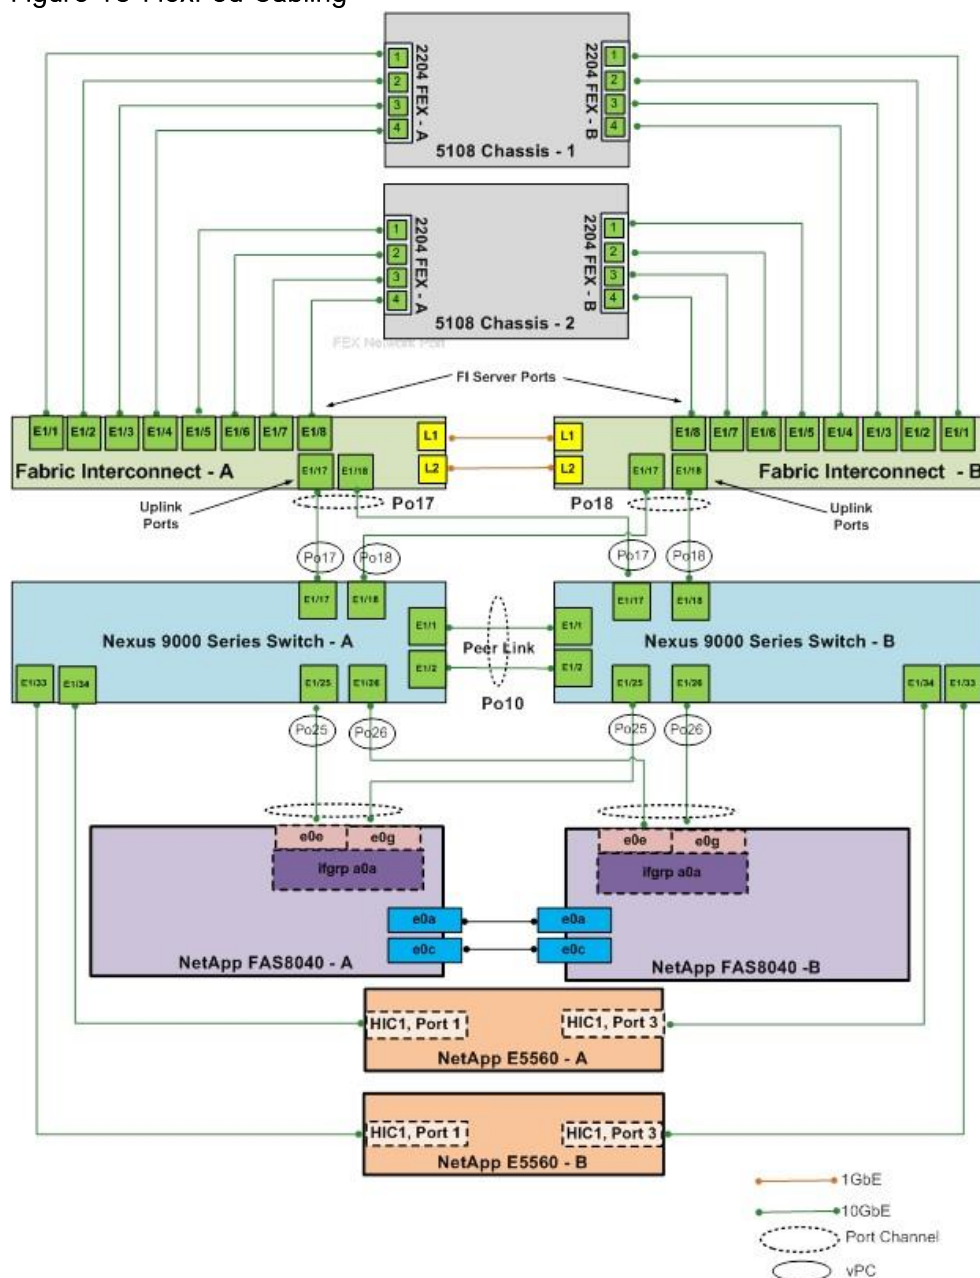 1
2
3
4
2204 FEX - A
1
2
3
4
2204 FEX - B
5108 Chassis - 1
1
2
3
4
2204 FEX - A
1
2
3
4
2204 FEX - B
5108 Chassis - 2
FEX Network Port
FI Server Ports
E1/1 E1/2 E1/3 E1/4 E1/5 E1/6 E1/7 E1/8
L1
L2
L1
L2
E1/8 E1/7 E1/6 E1/5 E1/4 E1/3 E1/2 E1/1
Fabric Interconnect - A
E1/17 E1/18
E1/17 E1/18
Fabric Interconnect - B
Uplink
Ports
Po17
Po18
Uplink
Ports
Po17 Po18
Po17 Po18
E1/17 E1/18
E1/17 E1/18
Nexus 9000 Series Switch - A
E1/1
E1/2
Peer Link
E1/1
E1/2
Nexus 9000 Series Switch - B
E1/33 E1/34
E1/25 E1/26
E1/25 E1/26
E1/34 E1/33
Po10
Po25 Po26
Po25 Po26
e0e e0g
ifgrp a0a
e0e e0g
ifgrp a0a
e0a
e0c
e0a
e0c
NetApp FAS8040 - A
NetApp FAS8040 -B
HIC1, Port 1
HIC1, Port 3
NetApp E5560 - A
HIC1, Port 1
HIC1, Port 3
NetApp E5560 - B
1GbE
10GbE
Port Channel
vPC